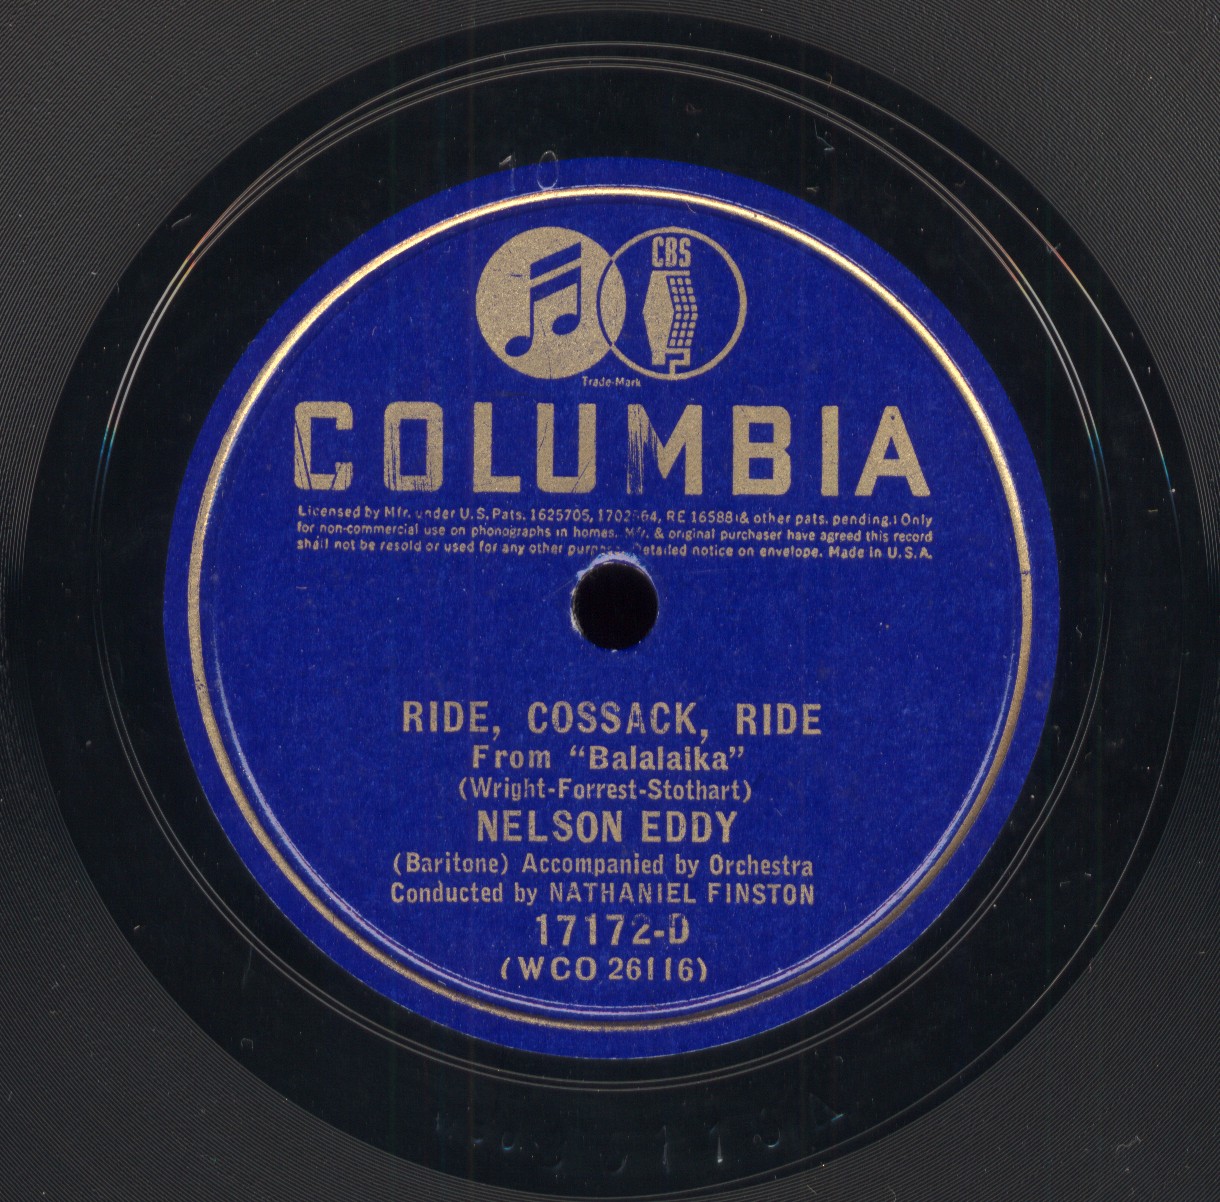 10
CBS
Trade-Mark
COLUMBIA
Licensed by Mfr. under U.S. Pats. 1625705, RE 16588 & other pats. pending. Only
for non-commercial use on phonographs in homes. Mfr. & original purchaser have agreed this record
shall not be resold or used for any other Detailed notice on envelope. Made in U.S.A.
RIDE, COSSACK, RIDE
From "Balalaika"
(Wright-Forrest-Stothart)
NELSON EDDY
(Baritone) Accompanied by Orchestra
Conducted by NATHANIEL FINSTON
17172-D
(WCO 26116)